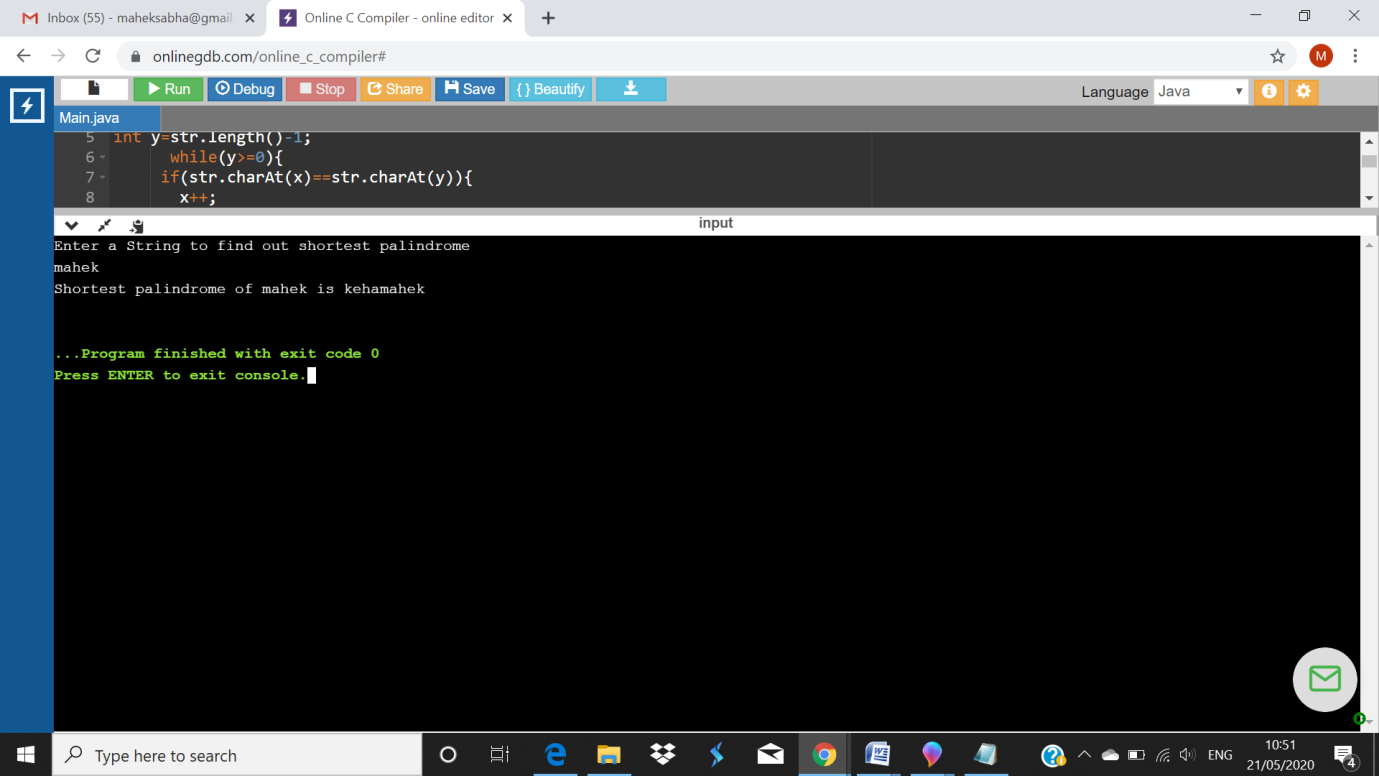 Inbox (55) - maheksabha@gmail
Online C Compiler - online editor
onlinegdb.com/online_c_compiler#
M
Run Debug Stop Share Save {} Beautify
Language Java
Main.java
5 int y=str.length()-1;
6 while(y>=0){
7 if(str.charAt(x)==str.charAt(y)){
8 x++;
input
Enter a String to find out shortest palindrome
mahek
Shortest palindrome of mahek is kehamahek
...Program finished with exit code 0
Press ENTER to exit console.
Type here to search
ENG
10:51
21/05/2020
4